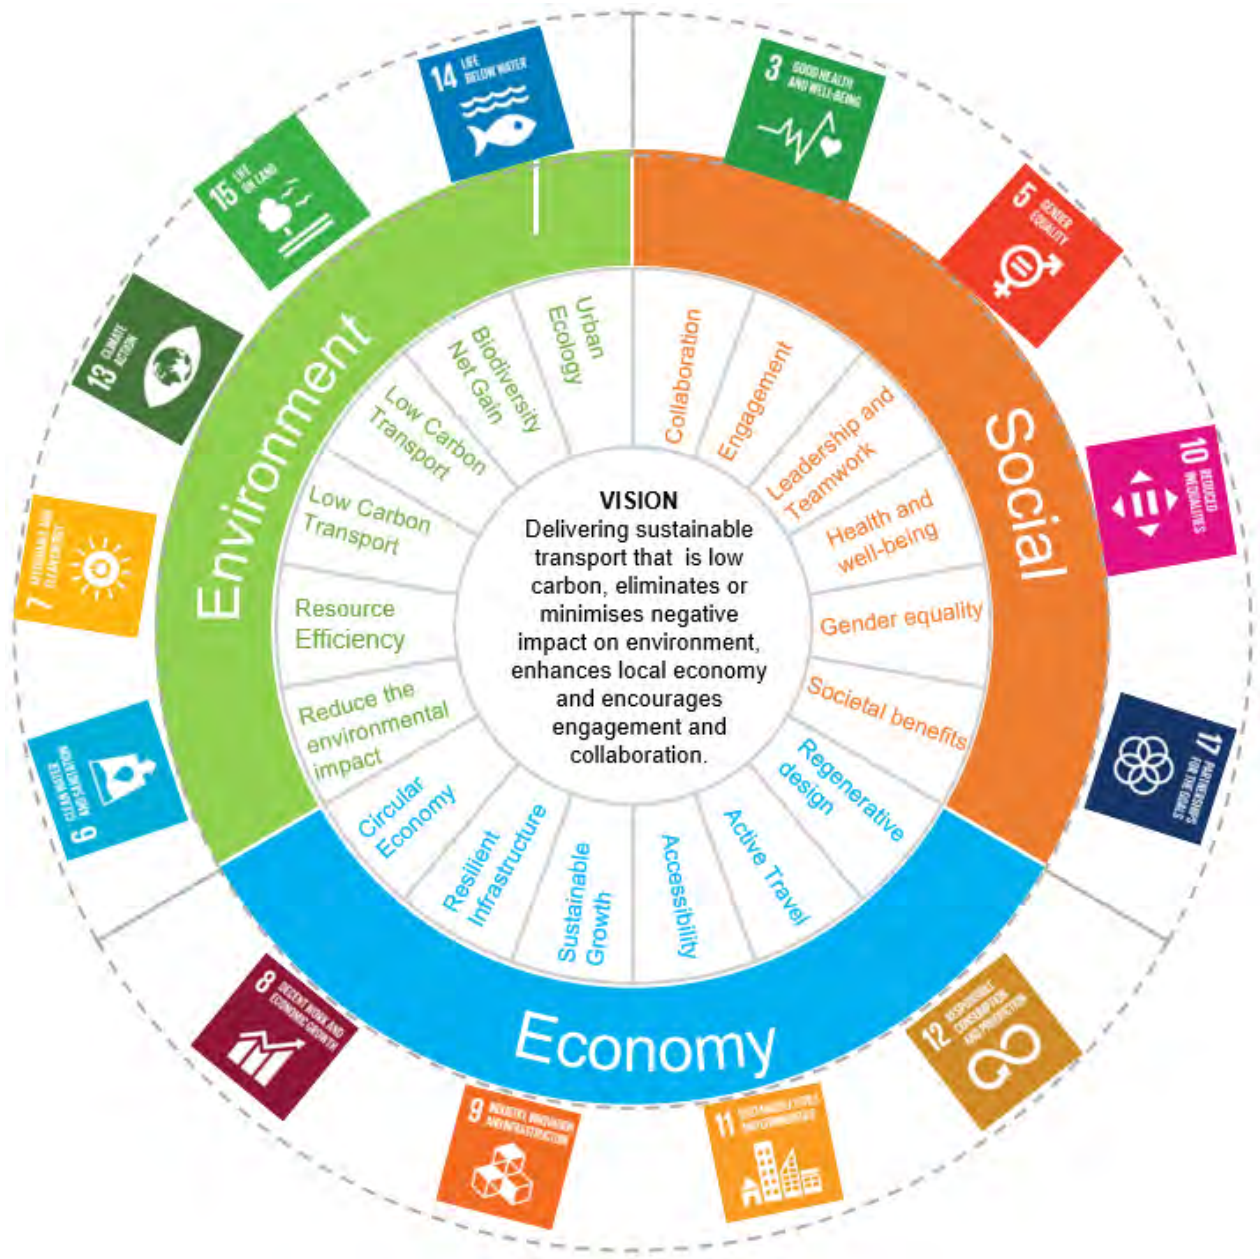 VISION
Delivering sustainable
transport that is low
carbon, eliminates or
minimises negative
impact on environment,
enhances local economy
and encourages
engagement and
collaboration.
Environment
Urban
Ecology
Biodiversity
Net Gain
Low Carbon
Transport
Low Carbon
Transport
Resource
Efficiency
Reduce the
environmental
impact
Social
Collaboration
Engagement
Leadership and
Teamwork
Health and
well-being
Gender equality
Societal benefits
Economy
Regenerative
design
Active Travel
Accessibility
Sustainable
Growth
Resilient
Infrastructure
Circular
Economy
3 GOOD HEALTH
AND WELL-BEING
5 GENDER
EQUALITY
10 REDUCED
INEQUALITIES
17 PARTNERSHIPS
FOR THE GOALS
12 RESPONSIBLE
CONSUMPTION
AND PRODUCTION
11 SUSTAINABLE CITIES
AND COMMUNITIES
9 INDUSTRY, INNOVATION
AND INFRASTRUCTURE
8 DECENT WORK AND
ECONOMIC GROWTH
6 CLEAN WATER
AND SANITATION
7 AFFORDABLE AND
CLEAN ENERGY
13 CLIMATE
ACTION
15 LIFE
ON LAND
14 LIFE
BELOW WATER